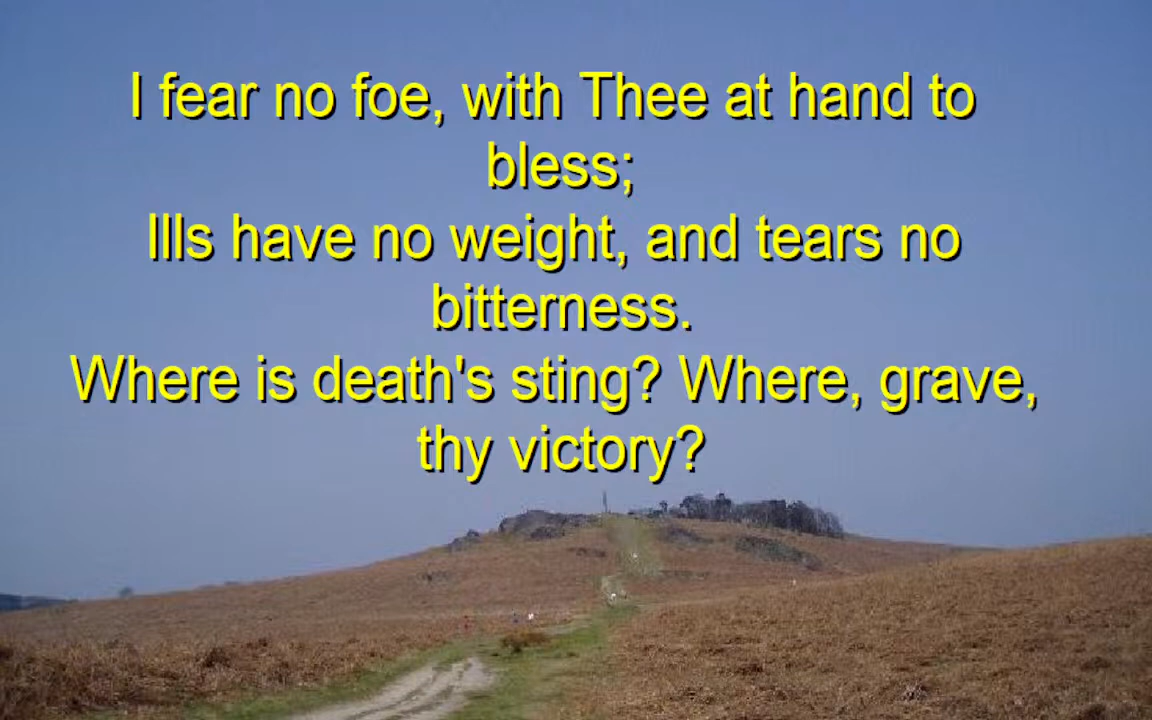 I fear no foe, with Thee at hand to
bless;
Ills have no weight, and tears no
bitterness.
Where is death's sting? Where, grave,
thy victory?